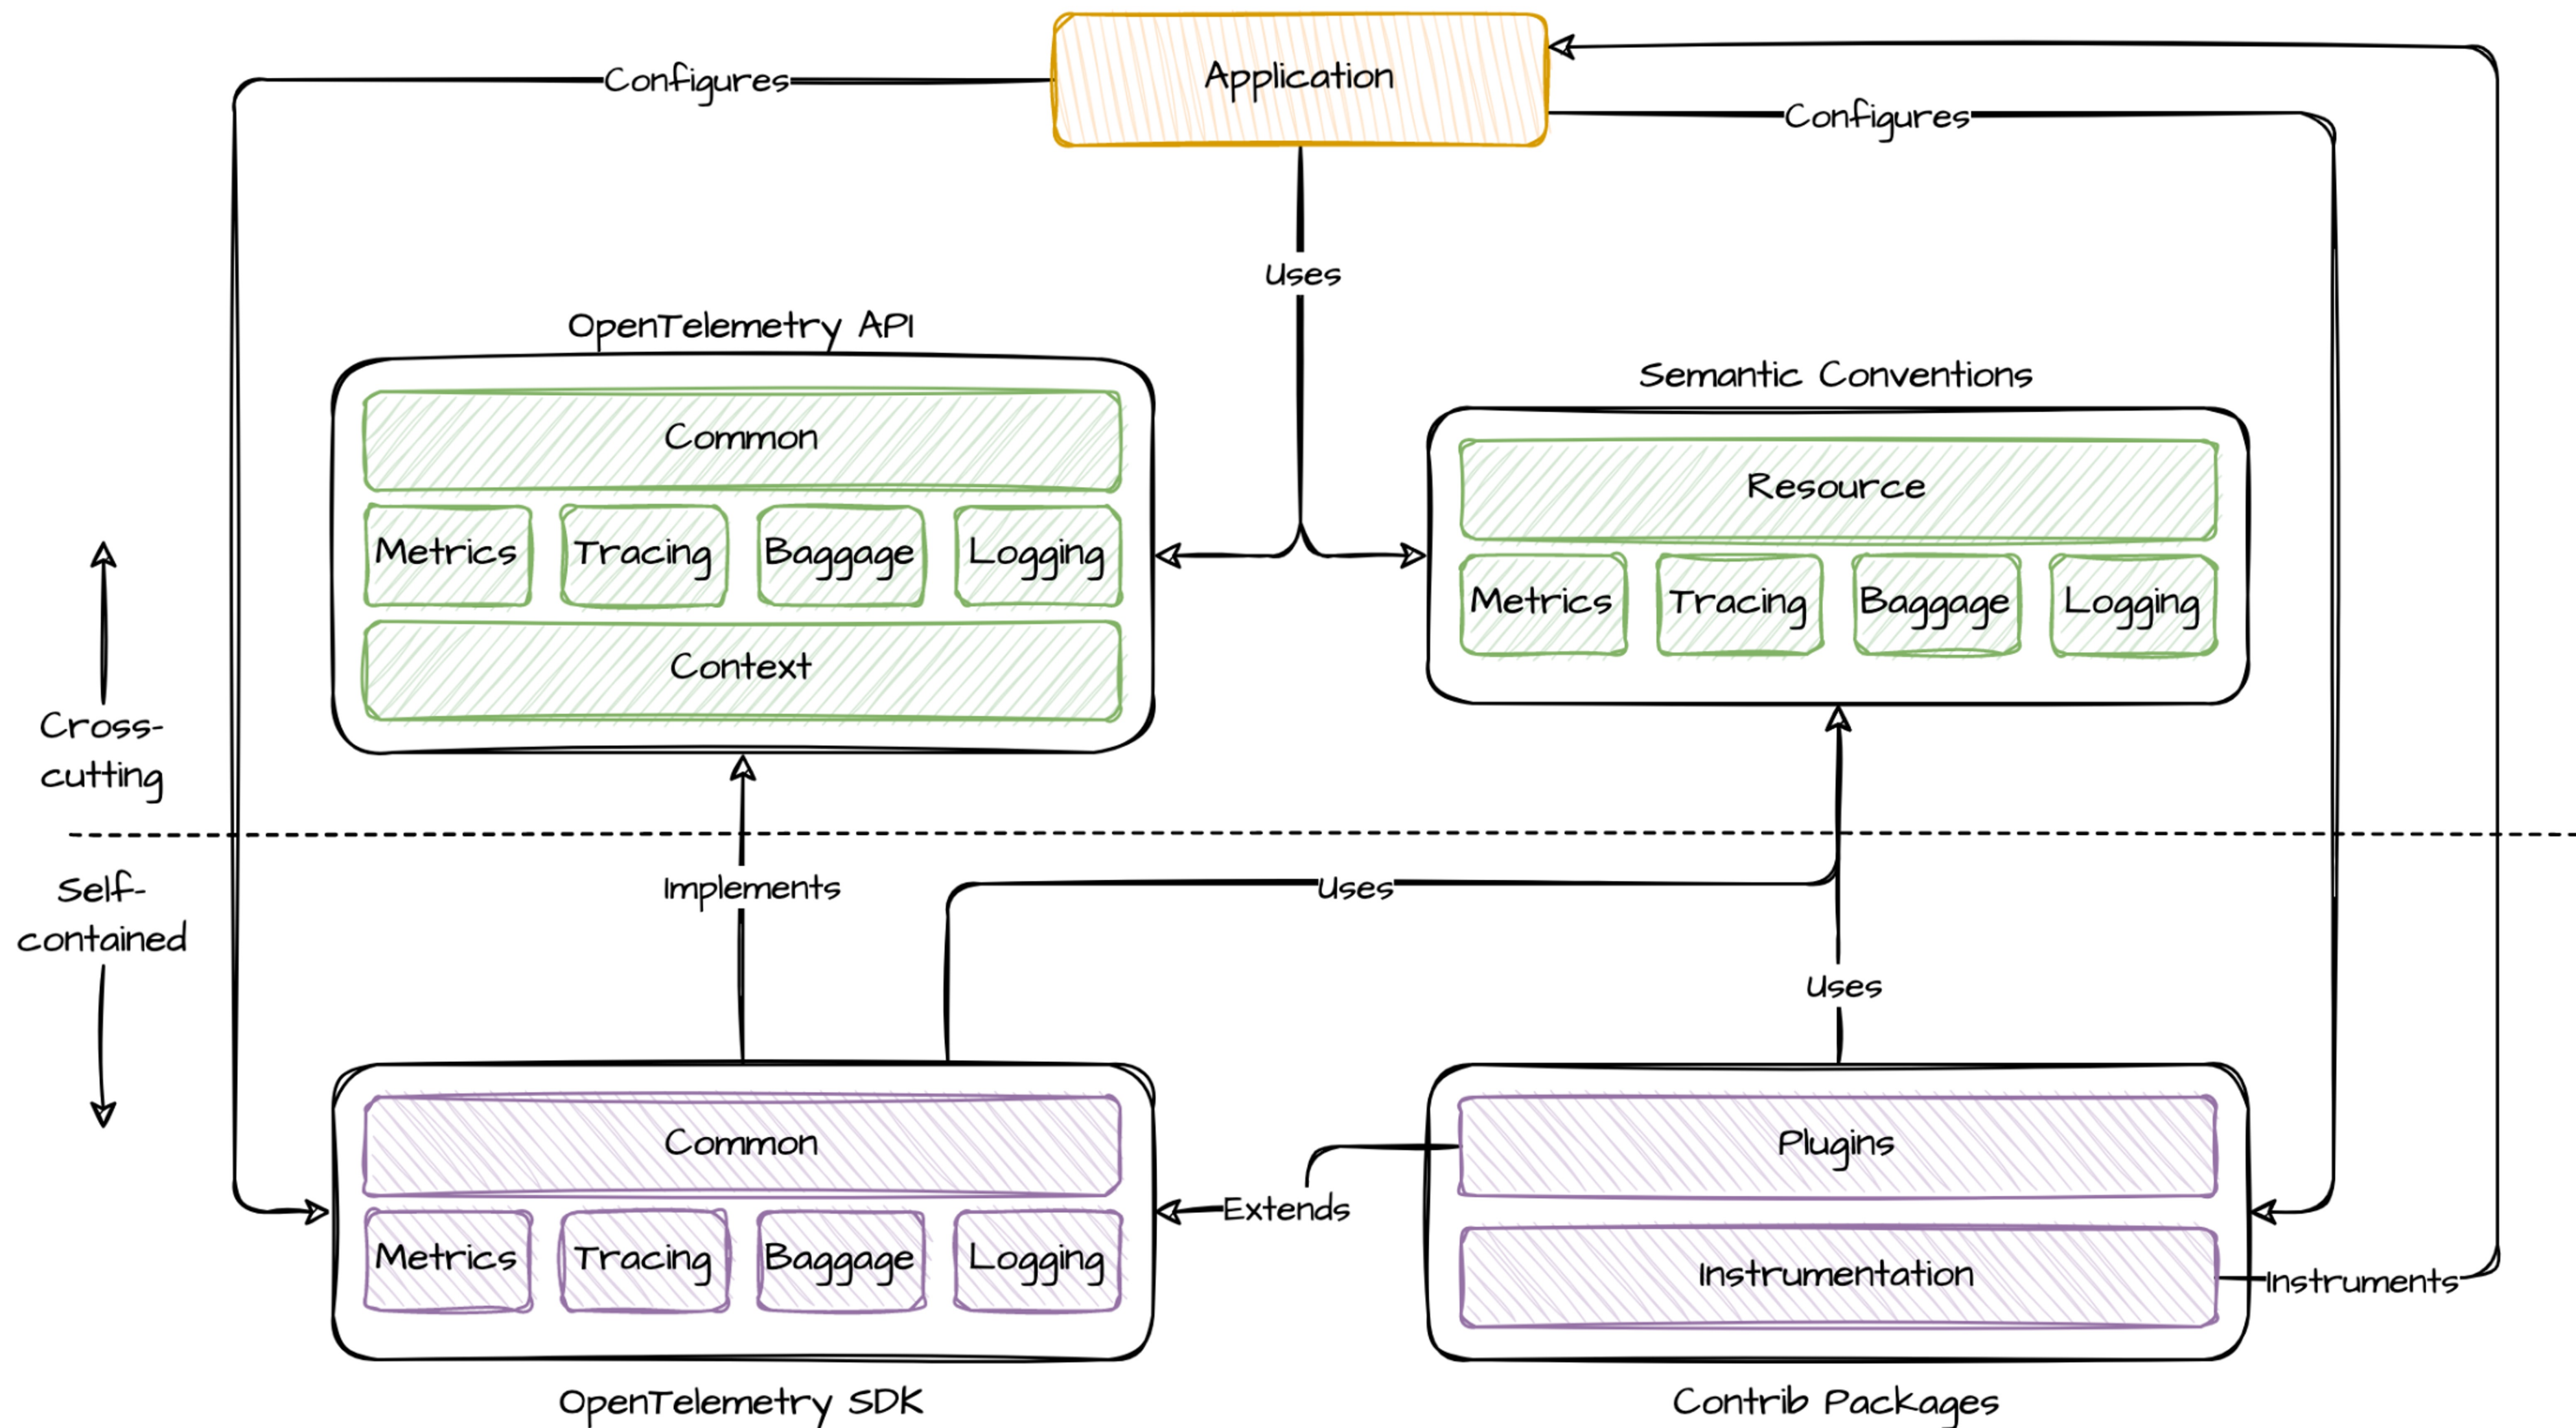 Application
Configures
Configures
Uses
OpenTelemetry API
Common
Metrics
Tracing
Baggage
Logging
Context
Semantic Conventions
Resource
Metrics
Tracing
Baggage
Logging
Cross-
cutting
Self-
contained
Implements
Uses
Uses
Common
Metrics
Tracing
Baggage
Logging
OpenTelemetry SDK
Extends
Plugins
Instrumentation
Instruments
Contrib Packages